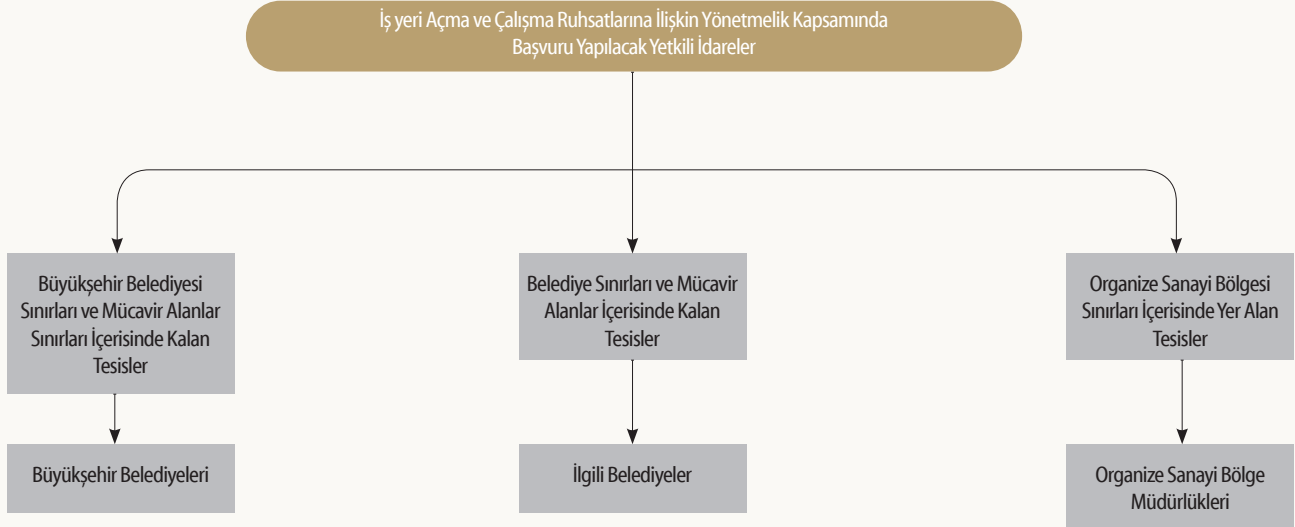 İş yeri Açma ve Çalışma Ruhsatlarına İlişkin Yönetmelik Kapsamında
Başvuru Yapılacak Yetkili İdareler
Büyükşehir Belediyesi
Sınırları ve Mücavir Alanlar
Sınırları İçerisinde Kalan
Tesisler
Belediye Sınırları ve Mücavir
Alanlar İçerisinde Kalan
Tesisler
Organize Sanayi Bölgesi
Sınırları İçerisinde Yer Alan
Tesisler
Büyükşehir Belediyeleri
İlgili Belediyeler
Organize Sanayi Bölge
Müdürlükleri